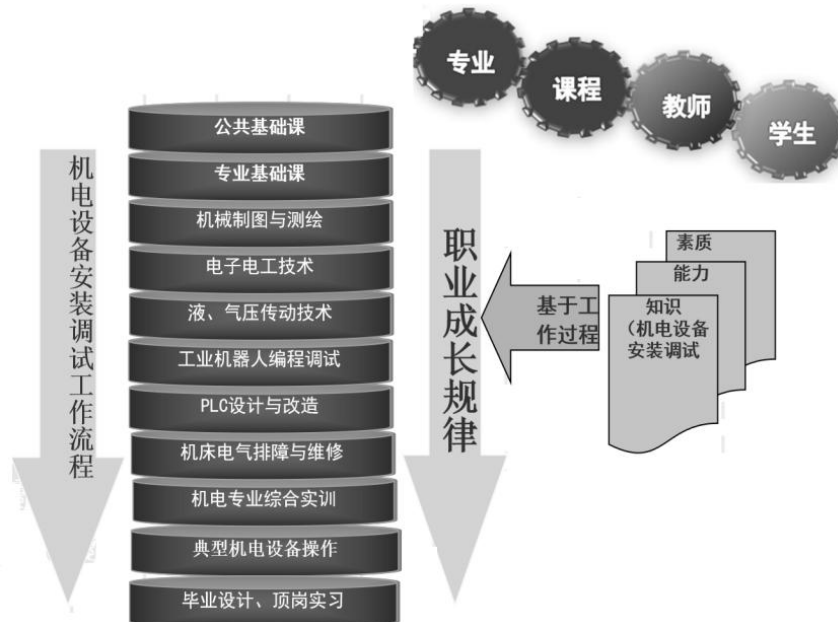 专业
课程
教师
学生
机电设备安装调试工作流程
公共基础课
专业基础课
机械制图与测绘
电子电工技术
液、气压传动技术
工业机器人编程调试
PLC设计与改造
机床电气排障与维修
机电专业综合实训
典型机电设备操作
毕业设计、顶岗实习
职业成长规律
基于工
作过程
素质
能力
知识
（机电设备
安装调试